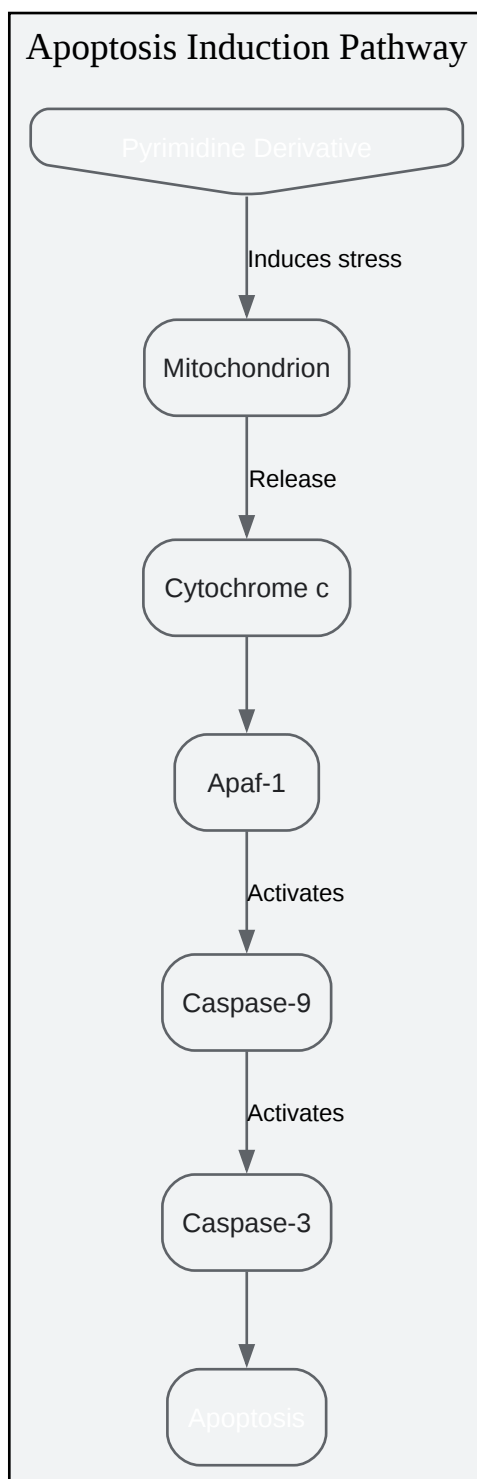 Apoptosis Induction Pathway
Pyrimidine Derivative
Induces stress
Mitochondrion
Release
Cytochrome c
Apaf-1
Activates
Caspase-9
Activates
Caspase-3
Apoptosis